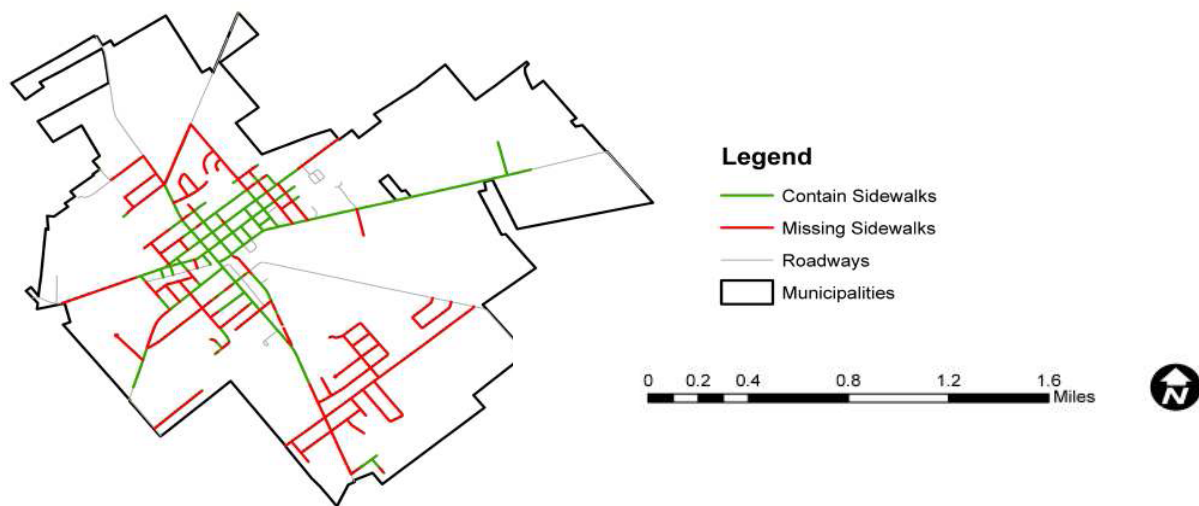 Legend
Contain Sidewalks
Missing Sidewalks
Roadways
Municipalities
0 0.2 0.4 0.8 1.2 1.6
Miles
N